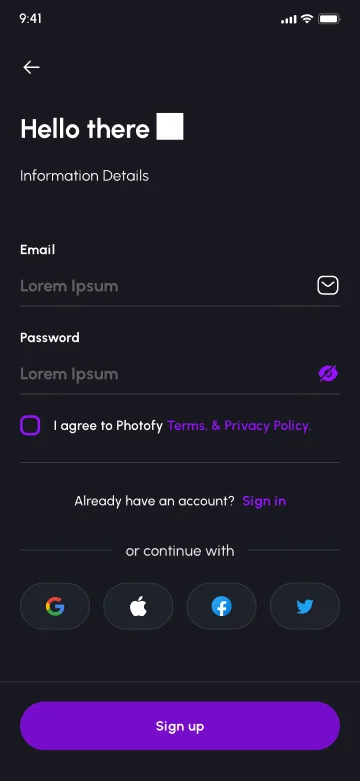 9:41
Hello there
Information Details
Email
Lorem Ipsum
Password
Lorem Ipsum
I agree to Photofy Terms. & Privacy Policy.
Already have an account? Sign in
or continue with
Sign up